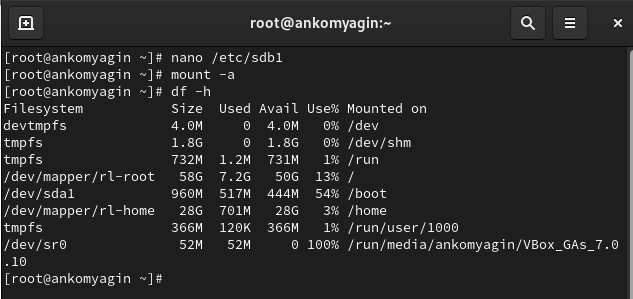 root@ankomyagin:~
[root@ankomyagin ~]# nano /etc/sdb1
[root@ankomyagin ~]# mount -a
[root@ankomyagin ~]# df -h
Filesystem           Size  Used Avail Use% Mounted on
devtmpfs             4.0M     0  4.0M   0% /dev
tmpfs                1.8G     0  1.8G   0% /dev/shm
tmpfs                732M  1.2M  731M   1% /run
/dev/mapper/rl-root   58G  7.2G   50G  13% /
/dev/sda1            960M  517M  444M  54% /boot
/dev/mapper/rl-home   28G  701M   28G   3% /home
tmpfs                366M  120K  366M   1% /run/user/1000
/dev/sr0              52M   52M     0 100% /run/media/ankomyagin/VBox_GAs_7.0
.10
[root@ankomyagin ~]#